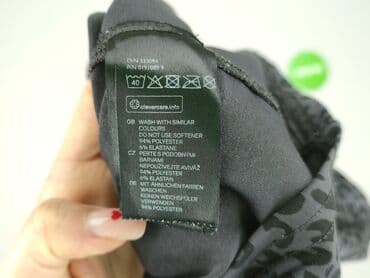 40
clevercare.info
GB WASH WITH SIMILAR
COLOURS
DO NOT USE SOFTENER
94% POLYESTER
6% ELASTANE
CZ PERTE S PODOBNÝMI
BARVAMI
NEPOUŽÍVEJTE AVIVÁŽ
94% POLYESTER
6% ELASTAN
DE MIT ÄHNLICHEN FARBEN
WASCHEN
KEINEN WEICHSPÜLER
VERWENDEN
94% POLYESTER